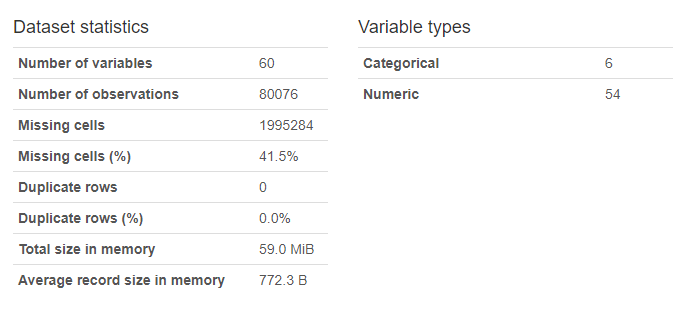 Dataset statistics
Number of variables 60
Number of observations 80076
Missing cells 1995284
Missing cells (%) 41.5%
Duplicate rows 0
Duplicate rows (%) 0.0%
Total size in memory 59.0 MiB
Average record size in memory 772.3 B
Variable types
Categorical 6
Numeric 54